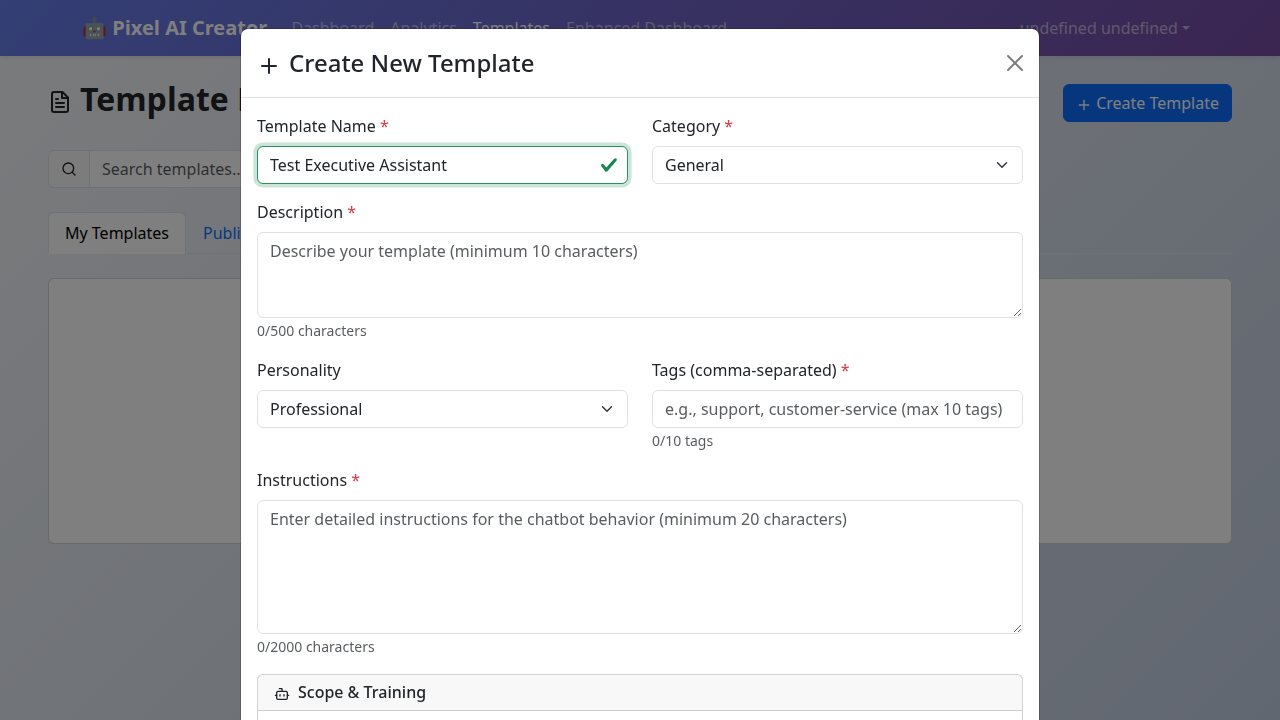 🤖 Pixel AI Creator Dashboard Analytics Templates Enhanced Dashboard undefined undefined
Template
Create Template
Search templates..
My Templates
Create New Template
Template Name *
Category *
Test Executive Assistant
General
Description *
Describe your template (minimum 10 characters)
0/500 characters
Personality
Tags (comma-separated) *
Professional
e.g., support, customer-service (max 10 tags)
0/10 tags
Instructions *
Enter detailed instructions for the chatbot behavior (minimum 20 characters)
0/2000 characters
Scope & Training